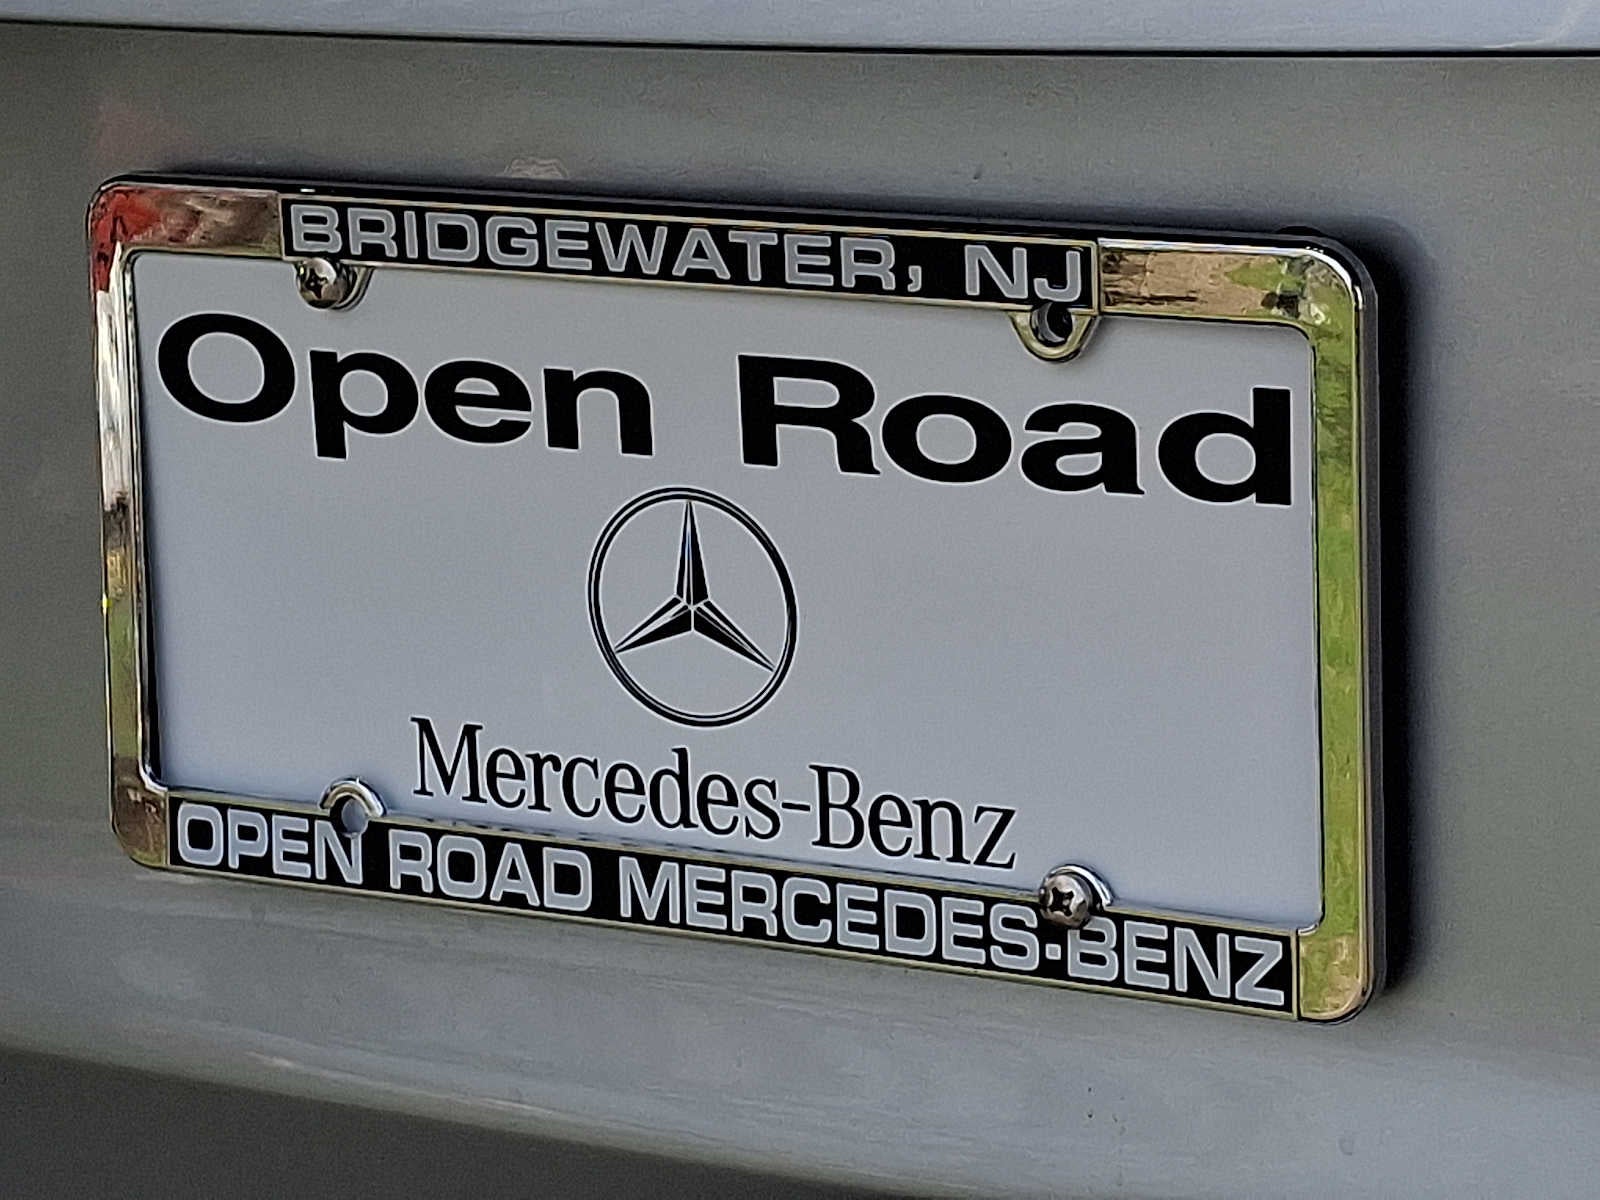 BRIDGEWATER, NJ
Open Road
Mercedes-Benz
OPEN ROAD MERCEDES·BENZ